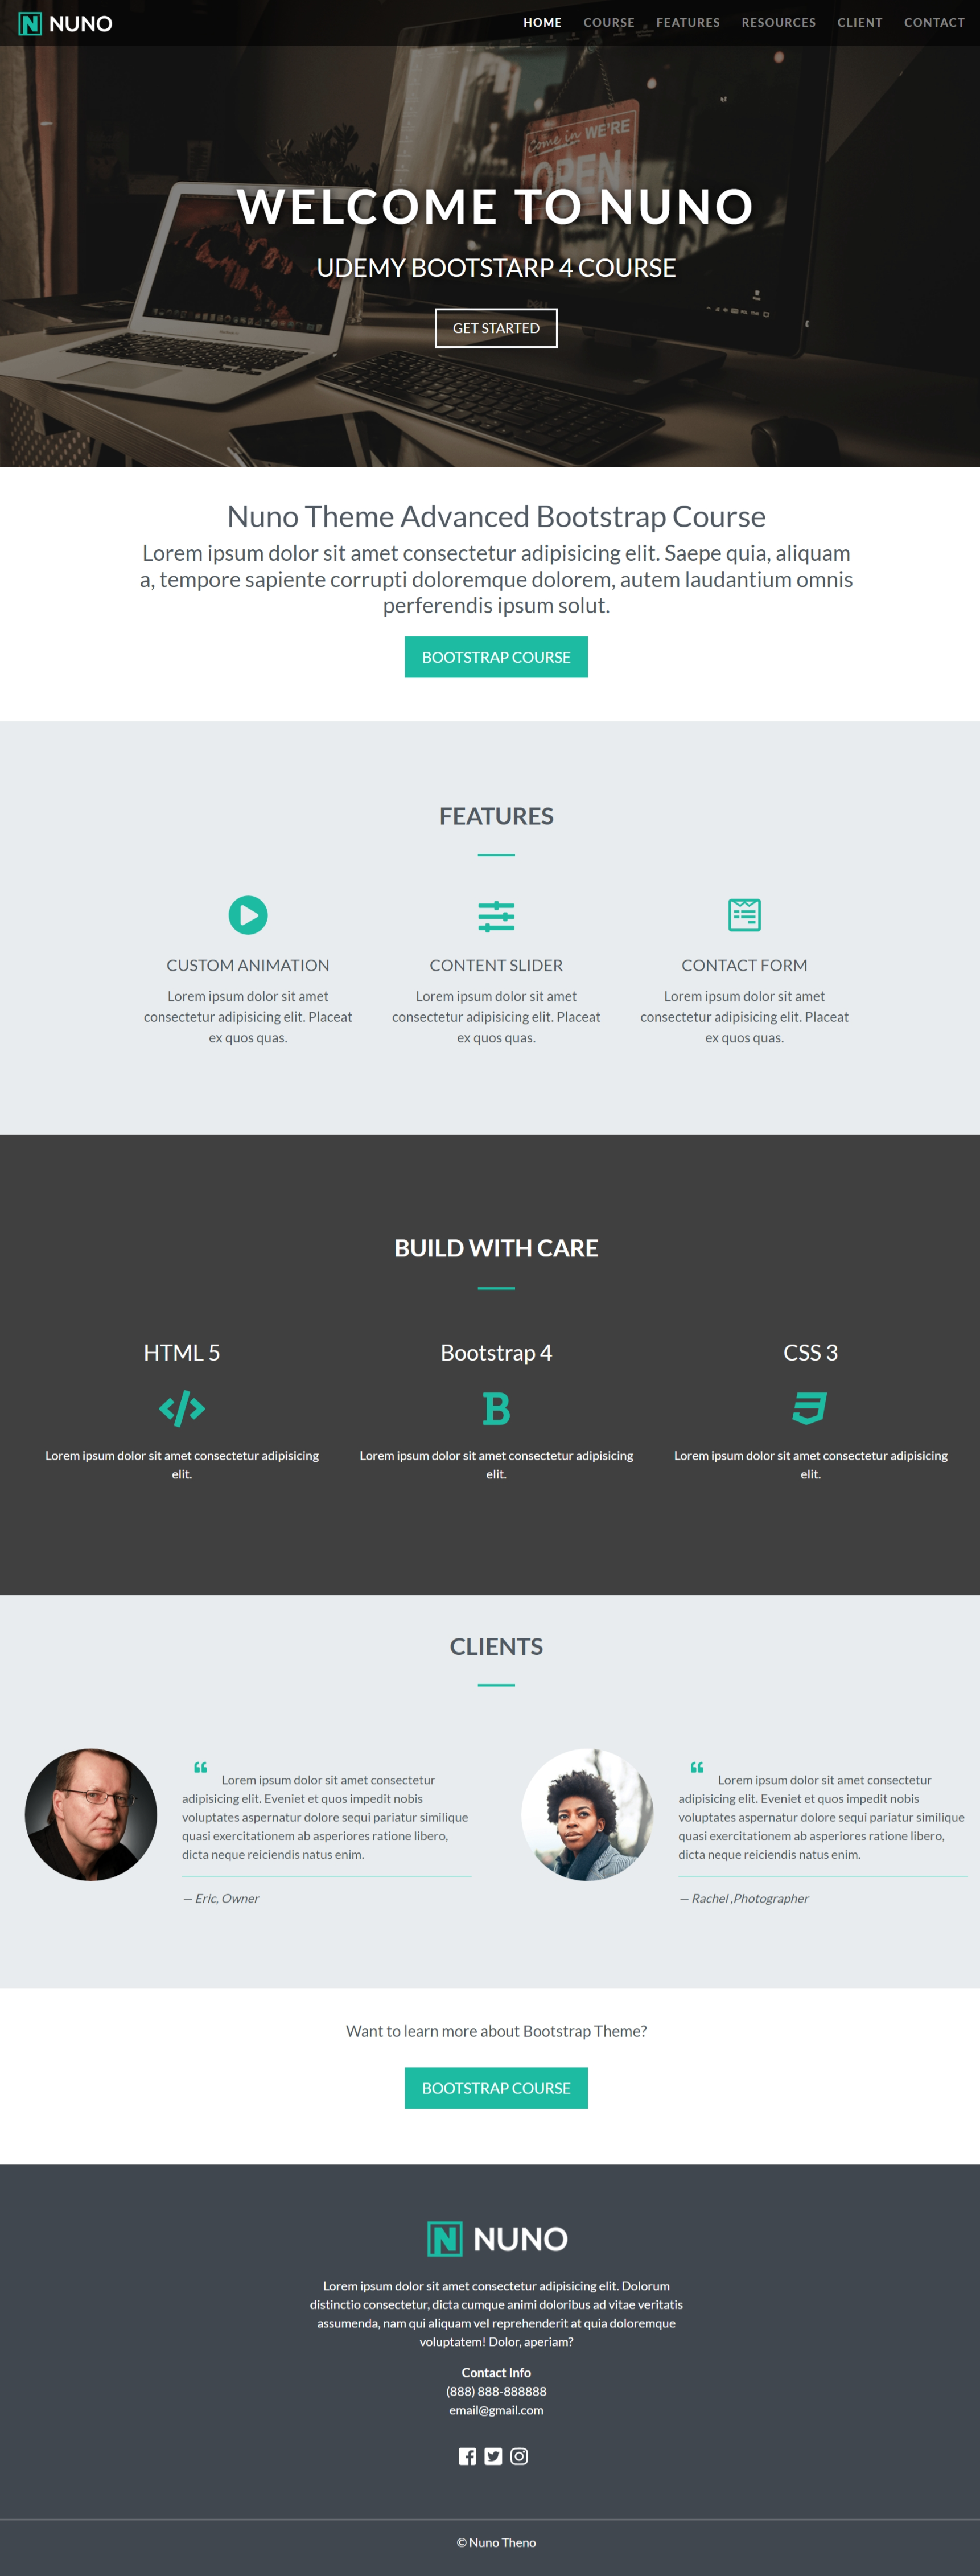 NUNO
HOME COURSE FEATURES RESOURCES CLIENT CONTACT
come in WE'RE
OPEN
WELCOME TO NUNO
UDEMY BOOTSTARP 4 COURSE
GET STARTED
Nuno Theme Advanced Bootstrap Course
Lorem ipsum dolor sit amet consectetur adipisicing elit. Saepe quia, aliquam
a, tempore sapiente corrupti doloremque dolorem, autem laudantium omnis
perferendis ipsum solut.
BOOTSTRAP COURSE
FEATURES
CUSTOM ANIMATION
Lorem ipsum dolor sit amet
consectetur adipisicing elit. Placeat
ex quos quas.
CONTENT SLIDER
Lorem ipsum dolor sit amet
consectetur adipisicing elit. Placeat
ex quos quas.
CONTACT FORM
Lorem ipsum dolor sit amet
consectetur adipisicing elit. Placeat
ex quos quas.
BUILD WITH CARE
HTML 5
Lorem ipsum dolor sit amet consectetur adipisicing
elit.
Bootstrap 4
Lorem ipsum dolor sit amet consectetur adipisicing
elit.
CSS 3
Lorem ipsum dolor sit amet consectetur adipisicing
elit.
CLIENTS
“ Lorem ipsum dolor sit amet consectetur
adipisicing elit. Eveniet et quos impedit nobis
voluptates aspernatur dolore sequi pariatur similique
quasi exercitationem ab asperiores ratione libero,
dicta neque reiciendis natus enim.
— Eric, Owner
“ Lorem ipsum dolor sit amet consectetur
adipisicing elit. Eveniet et quos impedit nobis
voluptates aspernatur dolore sequi pariatur similique
quasi exercitationem ab asperiores ratione libero,
dicta neque reiciendis natus enim.
— Rachel ,Photographer
Want to learn more about Bootstrap Theme?
BOOTSTRAP COURSE
NUNO
Lorem ipsum dolor sit amet consectetur adipisicing elit. Dolorum
distinctio consectetur, dicta cumque animi doloribus ad vitae veritatis
assumenda, nam qui aliquam vel reprehenderit at quia doloremque
voluptatem! Dolor, aperiam?
Contact Info
(888) 888-888888
email@gmail.com
© Nuno Theno